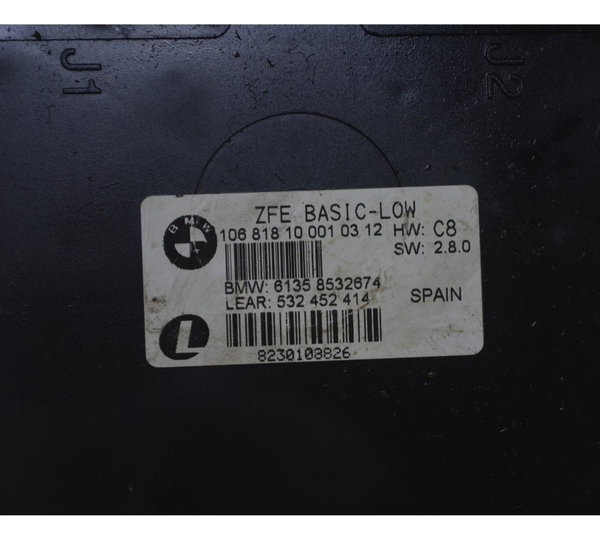 J1
J2
ZFE BASIC-LOW
BMW
106 818 10 001 03 12 HW: C8
SW: 2.8.0
BMW: 6135 8532674
LEAR: 532 452 414 SPAIN
L
8230108826